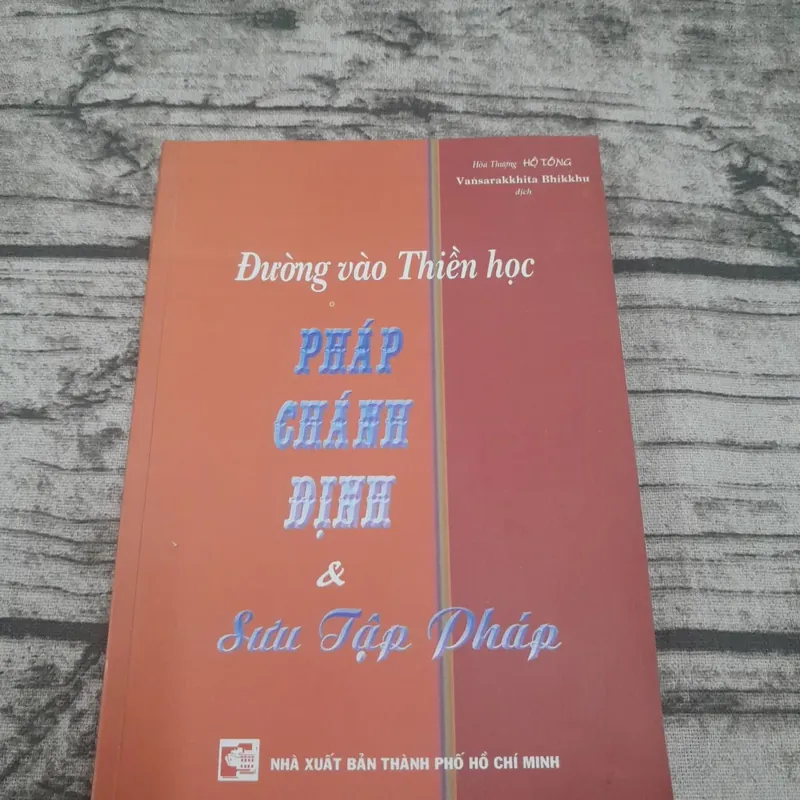 Hòa Thượng HỘ TÔNG
Vaṅsarakkhita Bhikkhu
dịch
Đường vào Thiền học
PHÁP
CHÁNH
ĐỊNH
&
Sưu Tập Pháp
NHÀ XUẤT BẢN THÀNH PHỐ HỒ CHÍ MINH